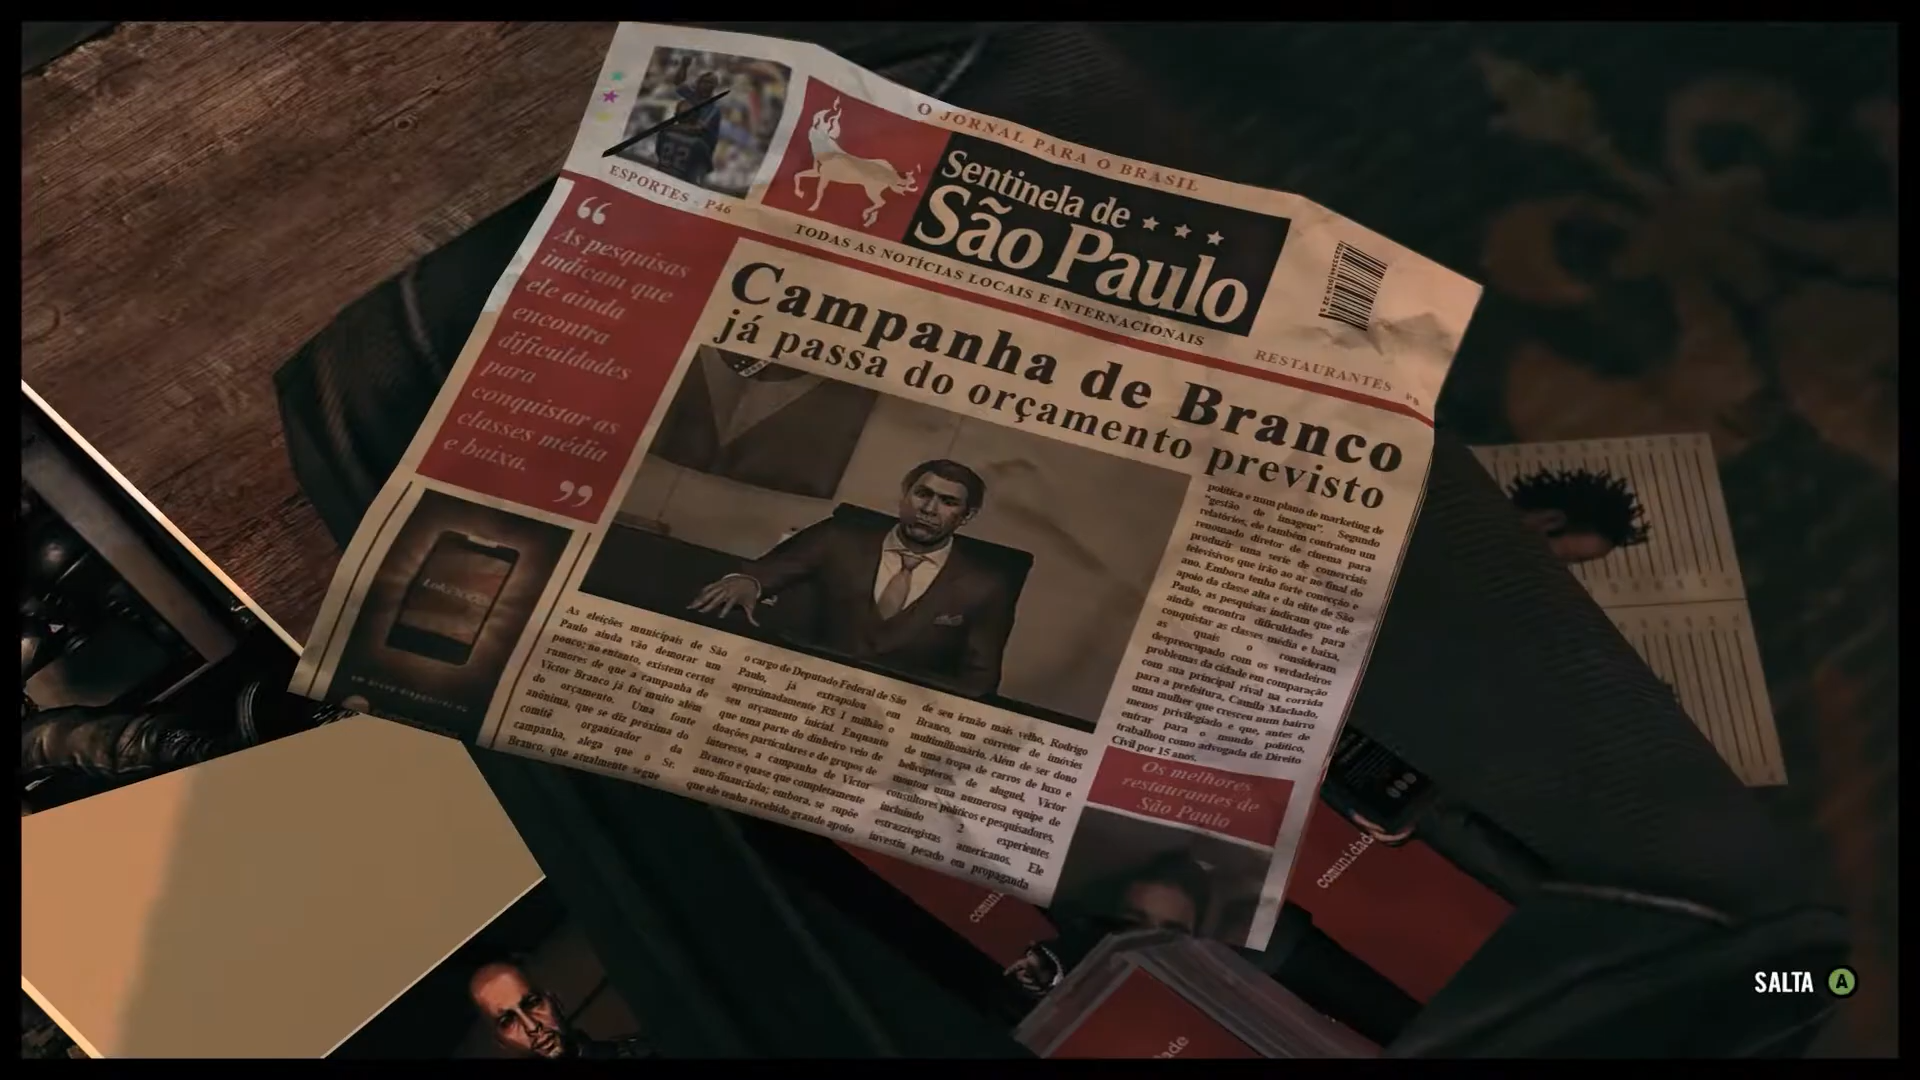 O JORNAL PARA O BRASIL
Sentinela de
São Paulo
ESPORTES - P46
TODAS AS NOTÍCIAS LOCAIS E INTERNACIONAIS
RESTAURANTES P8
“
As pesquisas
indicam que
ele ainda
encontra
dificuldades
para
conquistar as
classes média
e baixa.
”
Campanha de Branco
já passa do orçamento previsto
As eleições municipais de São
Paulo ainda vão demorar um
pouco; no entanto, existem certos
rumores de que a campanha de
Victor Branco já foi muito além
do orçamento. Uma fonte
anônima, que se diz próxima do
comitê organizador da
campanha, alega que o Sr.
Branco, que atualmente segue
o cargo de Deputado Federal de São
Paulo, já extrapolou em
aproximadamente R$ 1 milhão o
seu orçamento inicial. Enquanto
que uma parte do dinheiro veio de
doações particulares e de grupos de
interesse, a campanha de Victor
Branco é quase que completamente
auto-financiada; embora, se supõe
que ele tenha recebido grande apoio
de seu irmão mais velho, Rodrigo
Branco, um corretor de imóveis
multimilionário. Além de ser dono
de uma tropa de carros de luxo e
helicópteros, de aluguel, Victor
montou uma numerosa equipe de
consultores políticos e pesquisadores,
incluindo 2 experientes
estrazztegistas americanos. Ele
investiu pesado em propaganda
política e num plano de marketing de
"gestão de imagem". Segundo
relatórios, ele também contratou um
renomado diretor de cinema para
produzir uma serie de comerciais
televisivos que irão ao ar no final do
ano. Embora tenha forte conecção e
apoio da classe alta e da elite de São
Paulo, as pesquisas indicam que ele
ainda encontra dificuldades para
conquistar as classes média e baixa,
as quais o consideram
despreocupado com os verdadeiros
problemas da cidade em comparação
com sua principal rival na corrida
para a prefeitura, Camila Machado,
uma mulher que cresceu num bairro
menos privilegiado e que, antes de
entrar para o mundo político,
trabalhou como advogada de Direito
Civil por 15 anos.
Os melhores
restaurantes de
São Paulo
comunidad
comun
ade
22
SALTA A